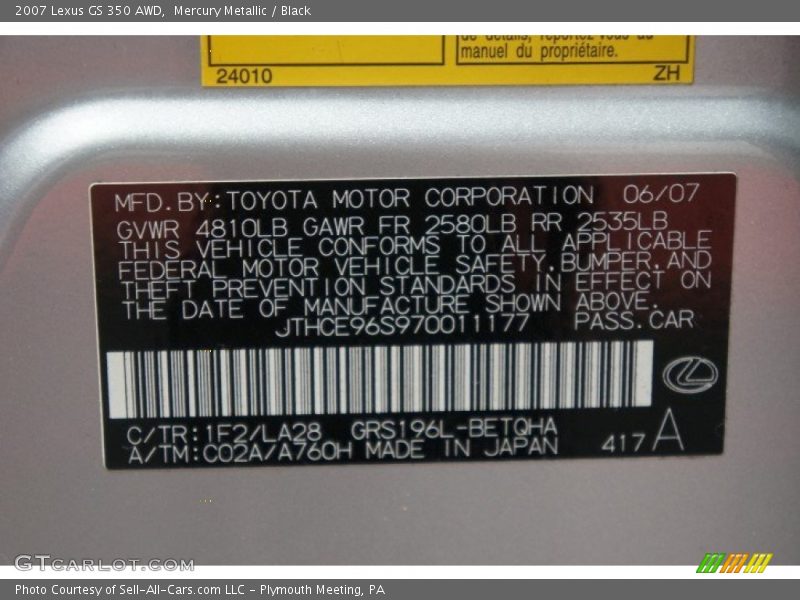 2007 Lexus GS 350 AWD,  Mercury Metallic / Black
de détails, reportez-vous au
manuel du propriétaire.
24010
ZH
MFD.BY:TOYOTA MOTOR CORPORATION 06/07
GVWR 4810LB GAWR FR 2580LB RR 2535LB
THIS VEHICLE CONFORMS TO ALL APPLICABLE
FEDERAL MOTOR VEHICLE SAFETY,BUMPER,AND
THEFT PREVENTION STANDARDS IN EFFECT ON
THE DATE OF MANUFACTURE SHOWN ABOVE.
JTHCE96S970011177 PASS.CAR
C/TR:1F2/LA28 GRS196L-BETQHA
A/TM:C02A/A760H MADE IN JAPAN 417 A
GTCARLOT.COM
Photo Courtesy of Sell-All-Cars.com LLC - Plymouth Meeting, PA